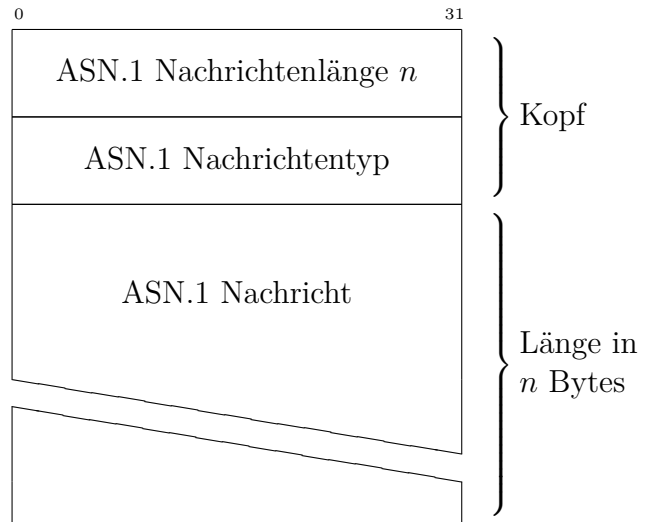 0 31
ASN.1 Nachrichtenlänge n
Kopf
ASN.1 Nachrichtentyp
ASN.1 Nachricht
Länge in
n Bytes